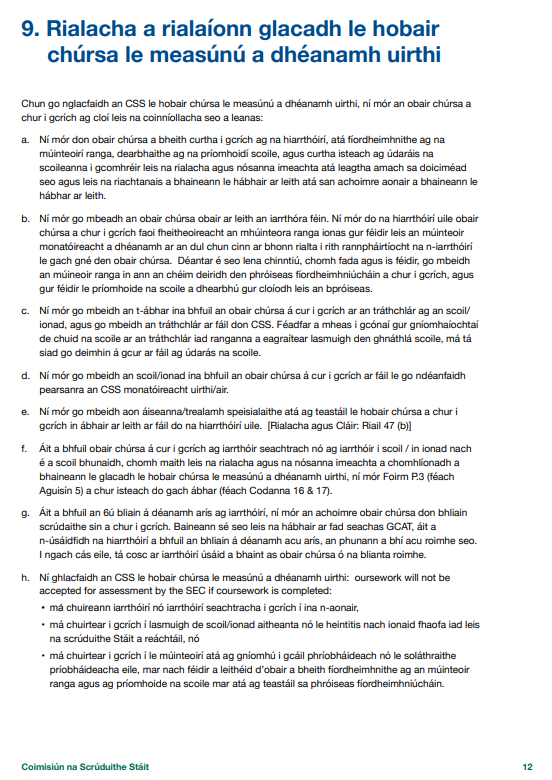 9. Rialacha a rialaíonn glacadh le hobair
chúrsa le measúnú a dhéanamh uirthi
Chun go nglacfaidh an CSS le hobair chúrsa le measúnú a dhéanamh uirthi, ní mór an obair chúrsa a
chur i gcrích ag cloí leis na coinníollacha seo a leanas:
a. Ní mór don obair chúrsa a bheith curtha i gcrích ag na hiarrthóirí, atá fíordheimhnithe ag na
múinteoirí ranga, dearbhaithe ag na príomhoidí scoile, agus curtha isteach ag údaráis na
scoileanna i gcomhréir leis na rialacha agus nósanna imeachta atá leagtha amach sa doiciméad
seo agus leis na riachtanais a bhaineann le hábhair ar leith atá san achoimre aonair a bhaineann le
hábhar ar leith.
b. Ní mór go mbeadh an obair chúrsa obair ar leith an iarrthóra féin. Ní mór do na hiarrthóirí uile obair
chúrsa a chur i gcrích faoi fheitheoireacht an mhúinteora ranga ionas gur féidir leis an múinteoir
monatóireacht a dhéanamh ar an dul chun cinn ar bhonn rialta i rith rannpháirtíocht na n-iarrthóirí
le gach gné den obair chúrsa. Déantar é seo lena chinntiú, chomh fada agus is féidir, go mbeidh
an múineoir ranga in ann an chéim deiridh den phróiseas fíordheimhniúcháin a chur i gcrích, agus
gur féidir le príomhoide na scoile a dhearbhú gur cloíodh leis an bpróiseas.
c. Ní mór go mbeidh an t-ábhar ina bhfuil an obair chúrsa á cur i gcrích ar an tráthchlár ag an scoil/
ionad, agus go mbeidh an tráthchlár ar fáil don CSS. Féadfar a mheas i gcónaí gur gníomhaíochtaí
de chuid na scoile ar an tráthchlár iad ranganna a eagraítear lasmuigh den ghnáthlá scoile, má tá
siad go deimhin á gcur ar fáil ag údarás na scoile.
d. Ní mór go mbeidh an scoil/ionad ina bhfuil an obair chúrsa á cur i gcrích ar fáil le go ndéanfaidh
pearsanra an CSS monatóireacht uirthi/air.
e. Ní mór go mbeidh aon áiseanna/trealamh speisialaithe atá ag teastáil le hobair chúrsa a chur i
gcrích in ábhar ar leith ar fáil do na hiarrthóirí uile. [Rialacha agus Cláir: Riail 47 (b)]
f. Áit a bhfuil obair chúrsa á cur i gcrích ag iarrthóir seachtrach nó ag iarrthóir i scoil / in ionad nach
é a scoil bhunaidh, chomh maith leis na rialacha agus na nósanna imeachta a chomhlíonadh a
bhaineann le glacadh le hobair chúrsa le measúnú a dhéanamh uirthi, ní mór Foirm P.3 (féach
Aguisín 5) a chur isteach do gach ábhar (féach Codanna 16 & 17).
g. Áit a bhfuil an 6ú bliain á déanamh arís ag iarrthóirí, ní mór an achoimre obair chúrsa don bhliain
scrúdaithe sin a chur i gcrích. Baineann sé seo leis na hábhair ar fad seachas GCAT, áit a
n-úsáidfidh na hiarrthóirí a bhfuil an bhliain á déanamh acu arís, an phunann a bhí acu roimhe seo.
I ngach cás eile, tá cosc ar iarrthóirí úsáid a bhaint as obair chúrsa ó na blianta roimhe.
h. Ní ghlacfaidh an CSS le hobair chúrsa le measúnú a dhéanamh uirthi: oursework will not be
accepted for assessment by the SEC if coursework is completed:
• má chuireann iarrthóirí nó iarrthóirí seachtracha i gcrích í ina n-aonair,
• má chuirtear i gcrích í lasmuigh de scoil/ionad aitheanta nó le heintitis nach ionaid fhaofa iad leis
na scrúduithe Stáit a reáchtáil, nó
• má chuirtear i gcrích í le múinteoirí atá ag gníomhú i gcáil phríobháideach nó le soláthraithe
príobháideacha eile, mar nach féidir a leithéid d'obair a bheith fíordheimhnithe ag an múinteoir
ranga agus ag príomhoide na scoile mar atá ag teastáil sa phróiseas fíordheimhniúcháin.
Coimisiún na Scrúduithe Stáit 12